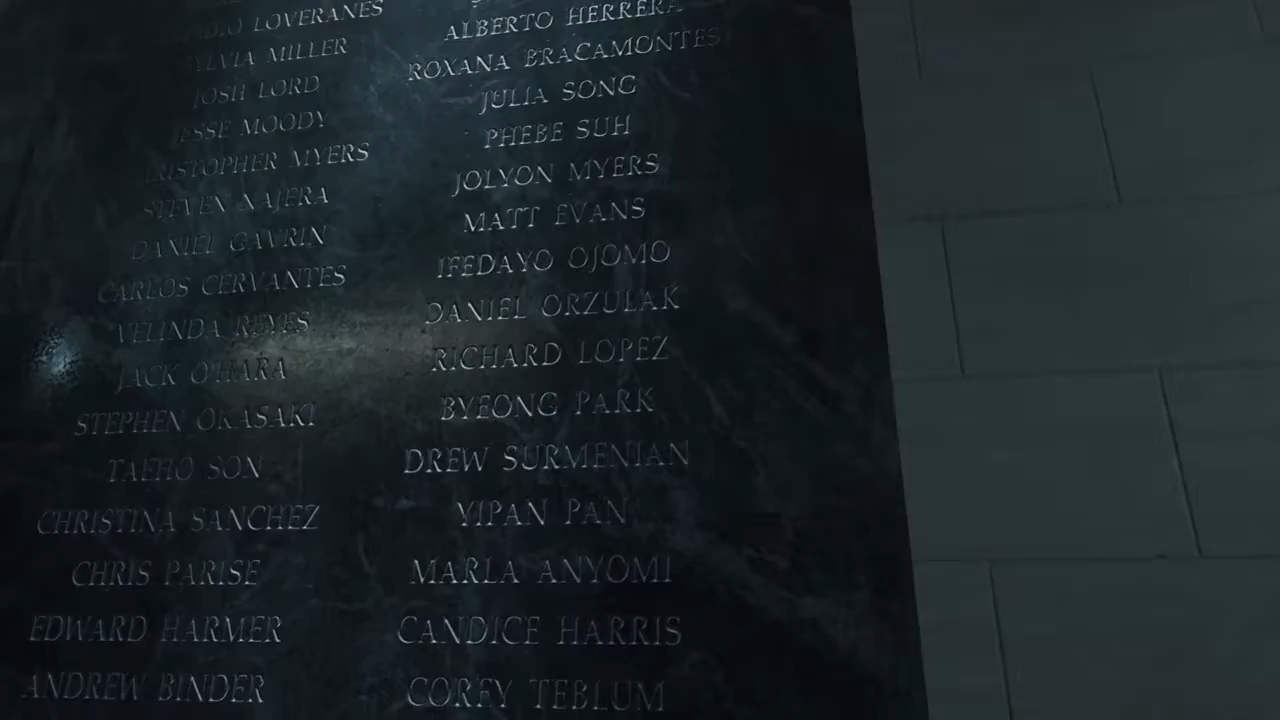 LOVERANES
MILLER
JOSH LORD
JESSE MOODY
MYERS
STEVEN NAJERA
DANIEL GAVRIN
CARLOS CERVANTES
VELINDA REYES
JACK O'HARA
STEPHEN OKASAKI
TAEHO SON
CHRISTINA SANCHEZ
CHRIS PARISE
EDWARD HARMER
ANDREW BINDER
ALBERTO HERRERA
ROXANA BRACAMONTES
JULIA SONG
PHEBE SUH
JOLYON MYERS
MATT EVANS
IFEDAYO OJOMO
DANIEL ORZULAK
RICHARD LOPEZ
BYEONG PARK
DREW SURMENIAN
YIPAN PAN
MARLA ANYOMI
CANDICE HARRIS
COREY TEBLUM